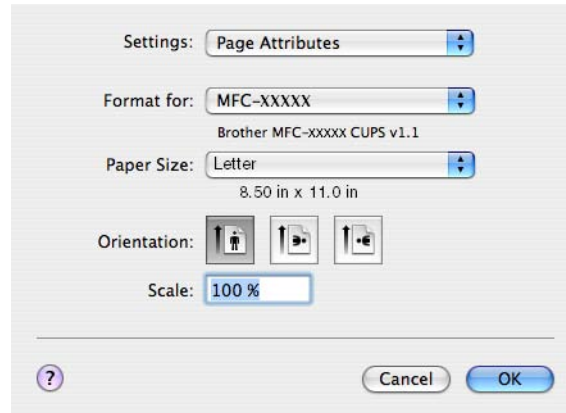 Settings: Page Attributes
Format for: MFC-XXXXX
Brother MFC-XXXXX CUPS v1.1
Paper Size: Letter
8.50 in x 11.0 in
Orientation:
Scale: 100 %
? Cancel OK